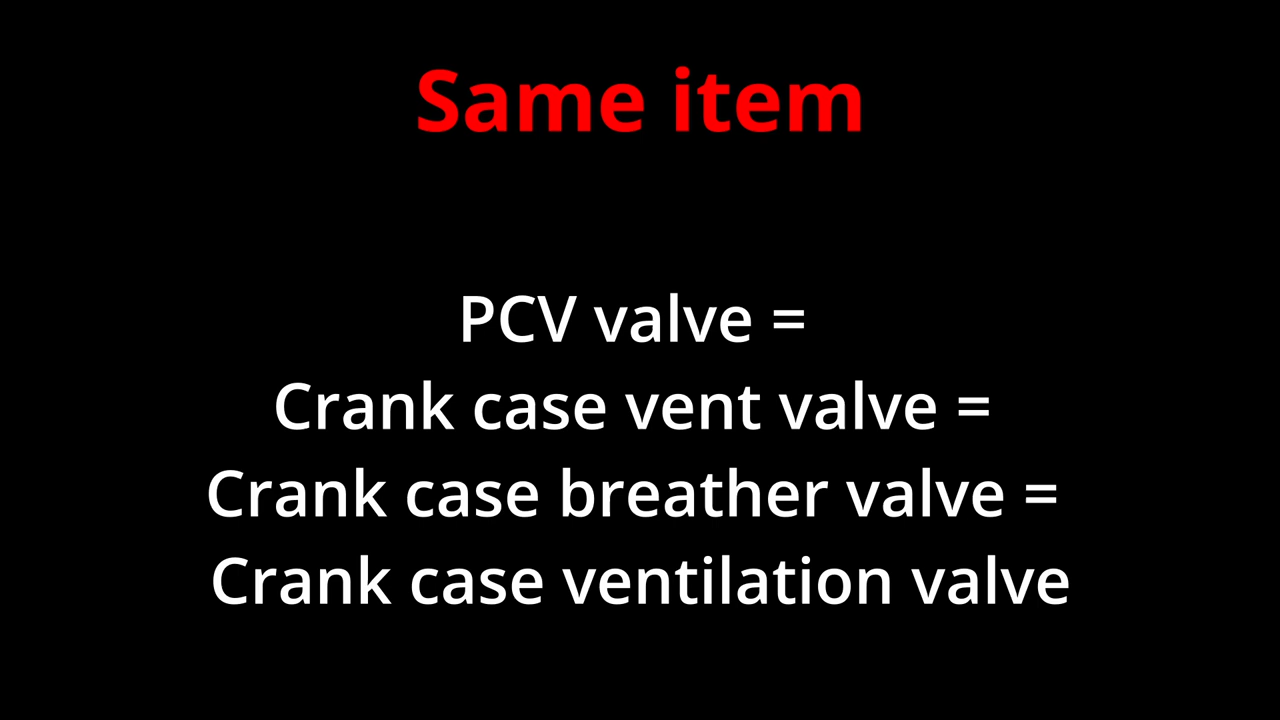 Same item
PCV valve =
Crank case vent valve =
Crank case breather valve =
Crank case ventilation valve